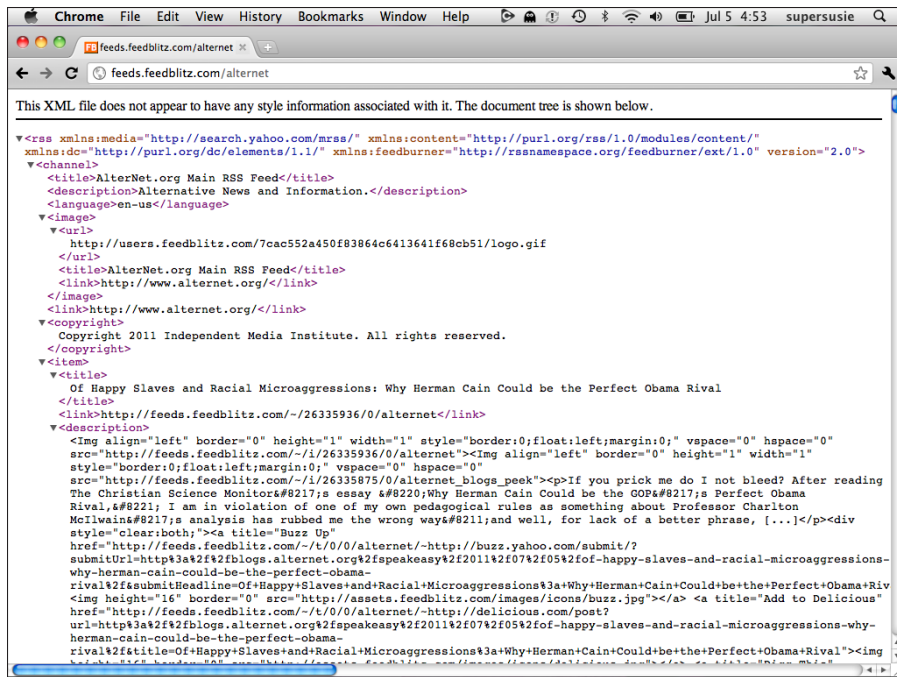 Chrome File Edit View History Bookmarks Window Help Jul 5 4:53 supersusie
FB feeds.feedblitz.com/alternet
feeds.feedblitz.com/alternet
This XML file does not appear to have any style information associated with it. The document tree is shown below.
▼<rss xmlns:media="http://search.yahoo.com/mrss/" xmlns:content="http://purl.org/rss/1.0/modules/content/"
xmlns:dc="http://purl.org/dc/elements/1.1/" xmlns:feedburner="http://rssnamespace.org/feedburner/ext/1.0" version="2.0">
▼<channel>
<title>AlterNet.org Main RSS Feed</title>
<description>Alternative News and Information.</description>
<language>en-us</language>
▼<image>
▼<url>
http://users.feedblitz.com/7cac552a450f83864c6413641f68cb51/logo.gif
</url>
<title>AlterNet.org Main RSS Feed</title>
<link>http://www.alternet.org/</link>
</image>
<link>http://www.alternet.org/</link>
▼<copyright>
Copyright 2011 Independent Media Institute. All rights reserved.
</copyright>
▼<item>
▼<title>
Of Happy Slaves and Racial Microaggressions: Why Herman Cain Could be the Perfect Obama Rival
</title>
<link>http://feeds.feedblitz.com/~/26335936/0/alternet</link>
▼<description>
<Img align="left" border="0" height="1" width="1" style="border:0;float:left;margin:0;" vspace="0" hspace="0"
src="http://feeds.feedblitz.com/~/i/26335936/0/alternet"><Img align="left" border="0" height="1" width="1"
style="border:0;float:left;margin:0;" vspace="0" hspace="0"
src="http://feeds.feedblitz.com/~/i/26335875/0/alternet_blogs_peek"><p>If you prick me do I not bleed? After reading
The Christian Science Monitor&#8217;s essay &#8220;Why Herman Cain Could be the GOP&#8217;s Perfect Obama
Rival,&#8221; I am in violation of one of my own pedagogical rules as something about Professor Charlton
McIlwain&#8217;s analysis has rubbed me the wrong way&#8211;and well, for lack of a better phrase, [...]</p><div
style="clear:both;"><a title="Buzz Up"
href="http://feeds.feedblitz.com/~/t/0/0/alternet/~http://buzz.yahoo.com/submit/?
submitUrl=http%3a%2f%2fblogs.alternet.org%2fspeakeasy%2f2011%2f07%2f05%2fof-happy-slaves-and-racial-microaggressions-
why-herman-cain-could-be-the-perfect-obama-
rival%2f&submitHeadline=Of+Happy+Slaves+and+Racial+Microaggressions%3a+Why+Herman+Cain+Could+be+the+Perfect+Obama+Riv
<img height="16" border="0" src="http://assets.feedblitz.com/images/icons/buzz.jpg"></a> <a title="Add to Delicious"
href="http://feeds.feedblitz.com/~/t/0/0/alternet/~http://delicious.com/post?
url=http%3a%2f%2fblogs.alternet.org%2fspeakeasy%2f2011%2f07%2f05%2fof-happy-slaves-and-racial-microaggressions-why-
herman-cain-could-be-the-perfect-obama-
rival%2f&title=Of+Happy+Slaves+and+Racial+Microaggressions%3a+Why+Herman+Cain+Could+be+the+Perfect+Obama+Rival"><img